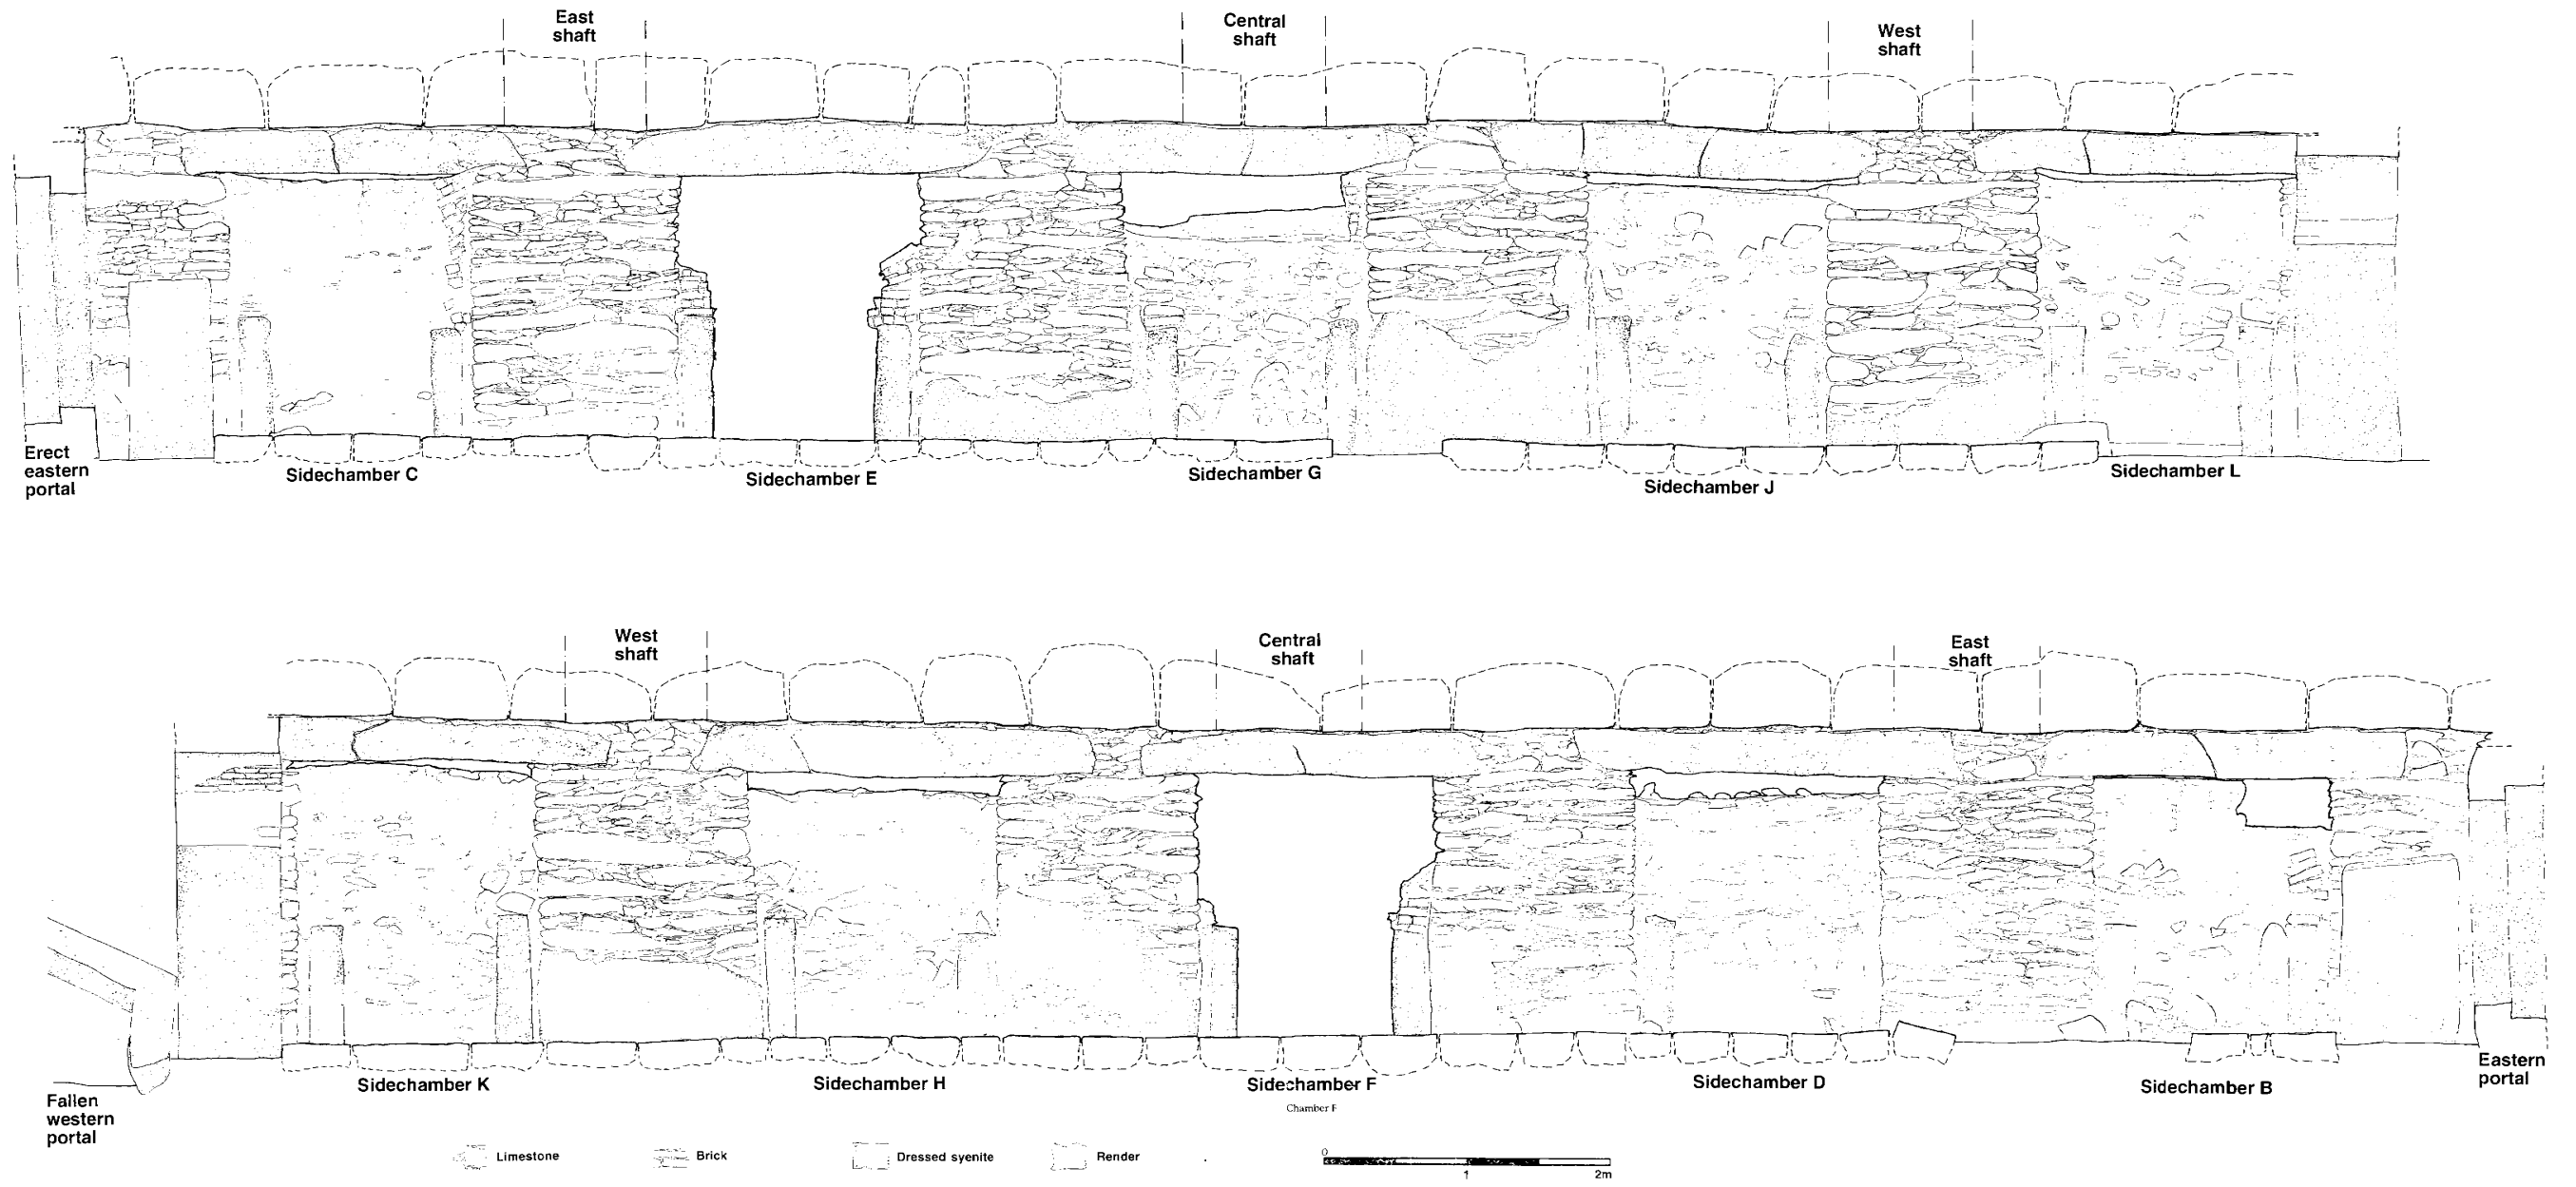 East
shaft
Central
shaft
West
shaft
Erect
eastern
portal
Sidechamber C
Sidechamber E
Sidechamber G
Sidechamber J
Sidechamber L
West
shaft
Central
shaft
East
shaft
Fallen
western
portal
Sidechamber K
Sidechamber H
Sidechamber F
Chamber F
Sidechamber D
Sidechamber B
Eastern
portal
Limestone
Brick
Dressed syenite
Render
0
1
2m